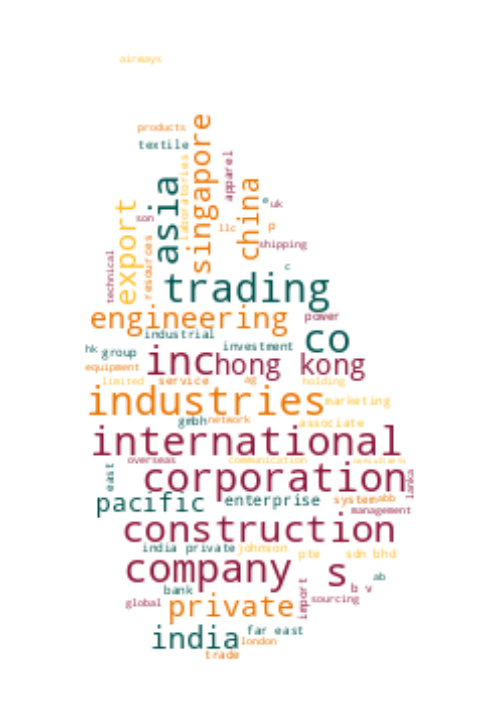 airways
products
textile
singapore
laboratories
apparel
asia
china
export
son
e
uk
llc
p
shipping
resources
technical
c
trading
engineering
power
industrial
co
hk
group
investment
inc
hong kong
equipment
limited
service
ag
holding
industries
marketing
gmbh
network
associate
international
overseas
communication
east
corporation
lanka
pacific
enterprise
system
abb
management
construction
india private
johnson
pte
sdn bhd
company
s
ab
bank
import
b v
global
private
sourcing
india
far east
london
trade